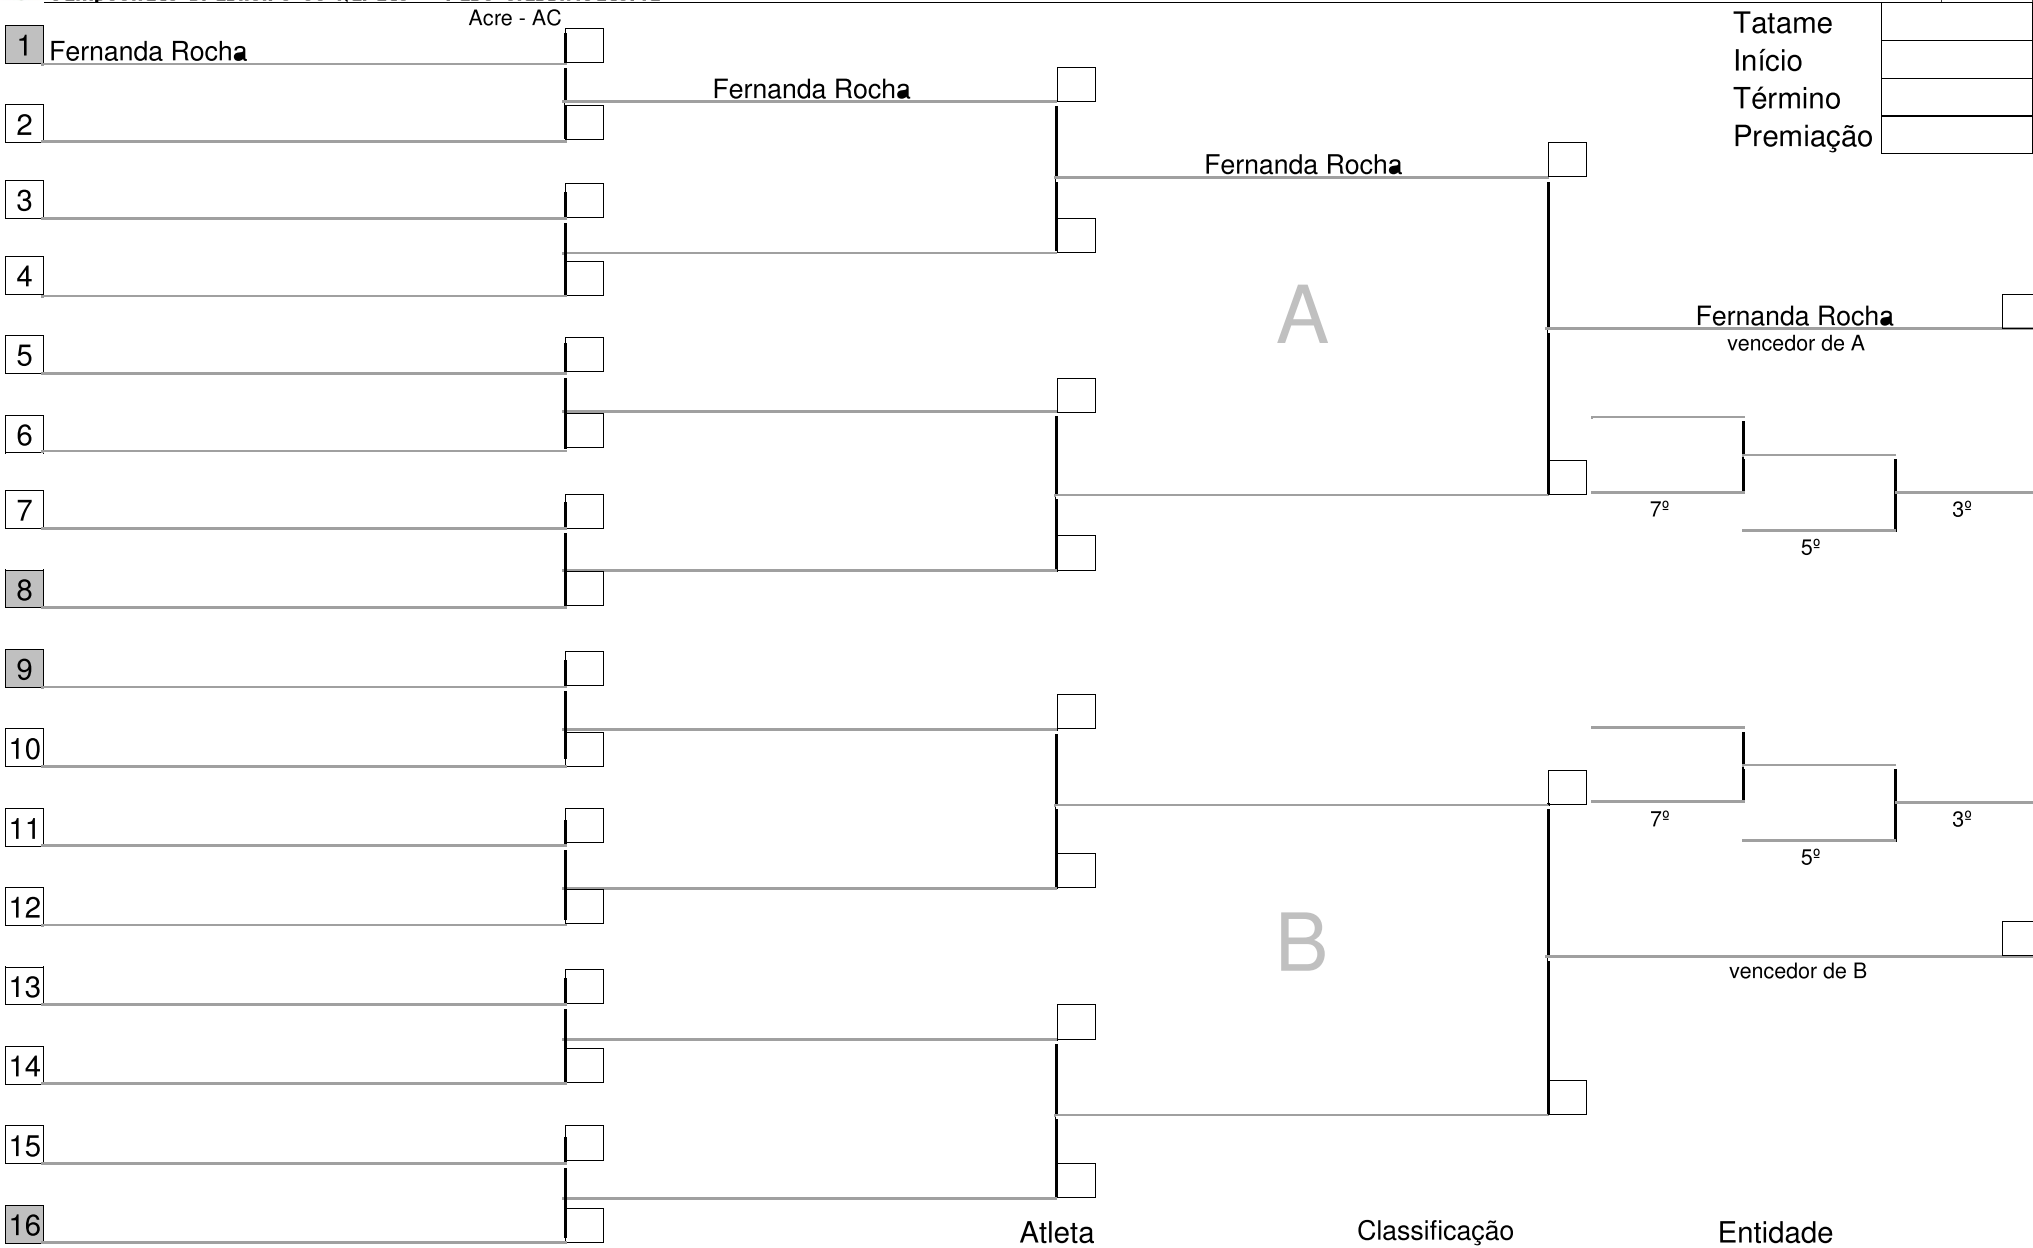 Acre - AC
1 Fernanda Rocha
2
3
4
5
6
7
8
9
10
11
12
13
14
15
16
Fernanda Rocha
Fernanda Rocha
A
B
Fernanda Rocha
vencedor de A
7º
5º
3º
7º
5º
3º
vencedor de B
Tatame
Início
Término
Premiação
Atleta
Classificação
Entidade